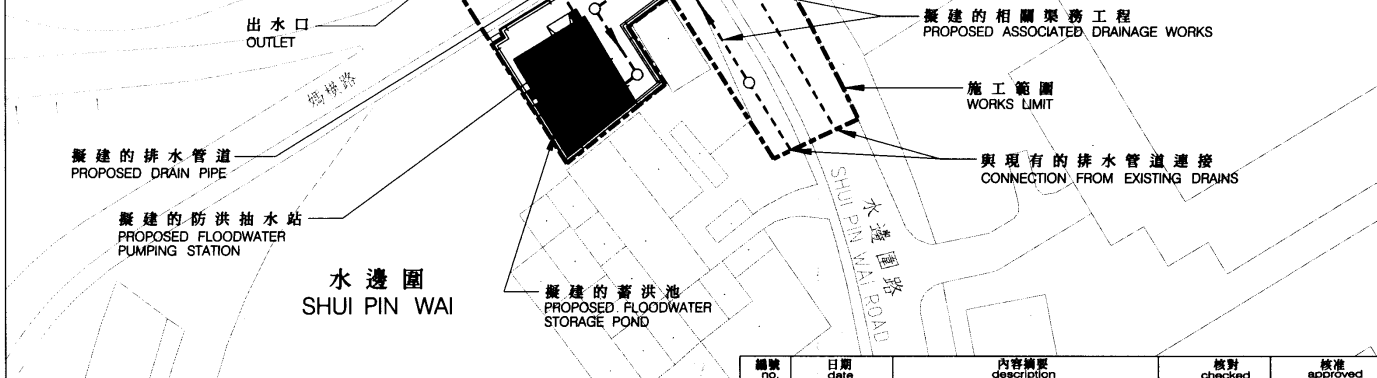 出水口
OUTLET
擬建的相關渠務工程
PROPOSED ASSOCIATED DRAINAGE WORKS
媽橫路
施工範圍
WORKS LIMIT
擬建的排水管道
PROPOSED DRAIN PIPE
與現有的排水管道連接
CONNECTION FROM EXISTING DRAINS
擬建的防洪抽水站
PROPOSED FLOODWATER
PUMPING STATION
水邊圍路
SHUI PIN WAI ROAD
水邊圍
SHUI PIN WAI
擬建的蓄洪池
PROPOSED FLOODWATER
STORAGE POND
編號 日期 內容摘要 核對 核准
no. date description checked approved